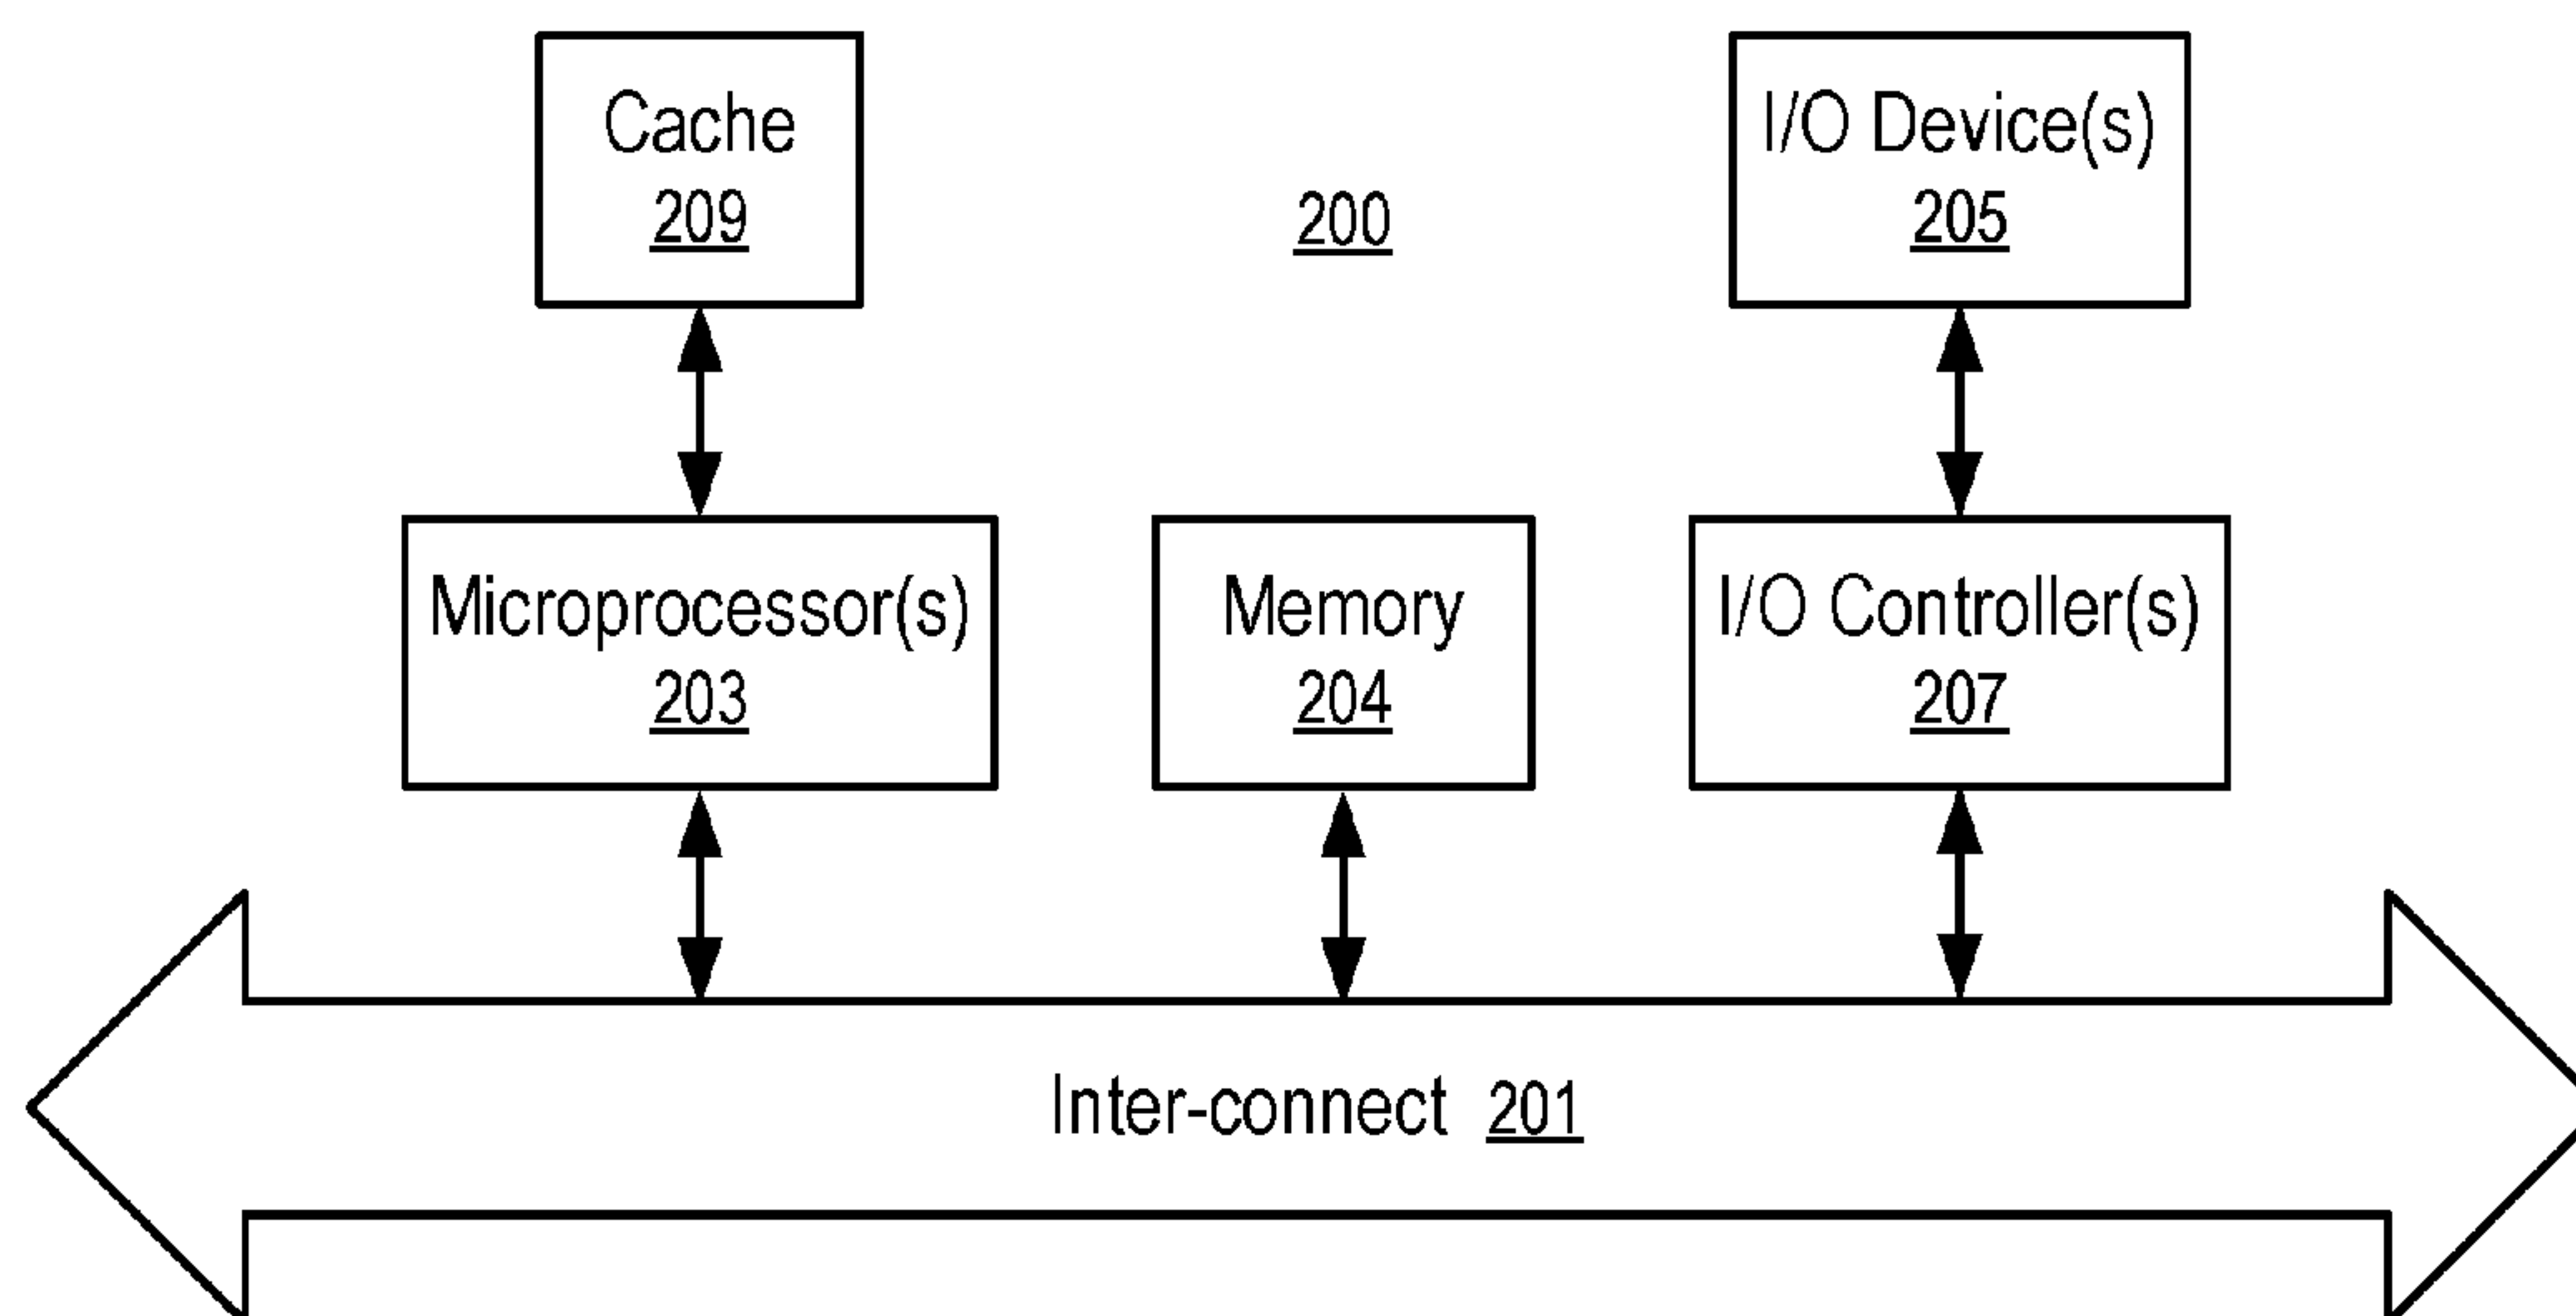 Cache
209
200
I/O Device(s)
205
Microprocessor(s)
203
Memory
204
I/O Controller(s)
207
Inter-connect 201